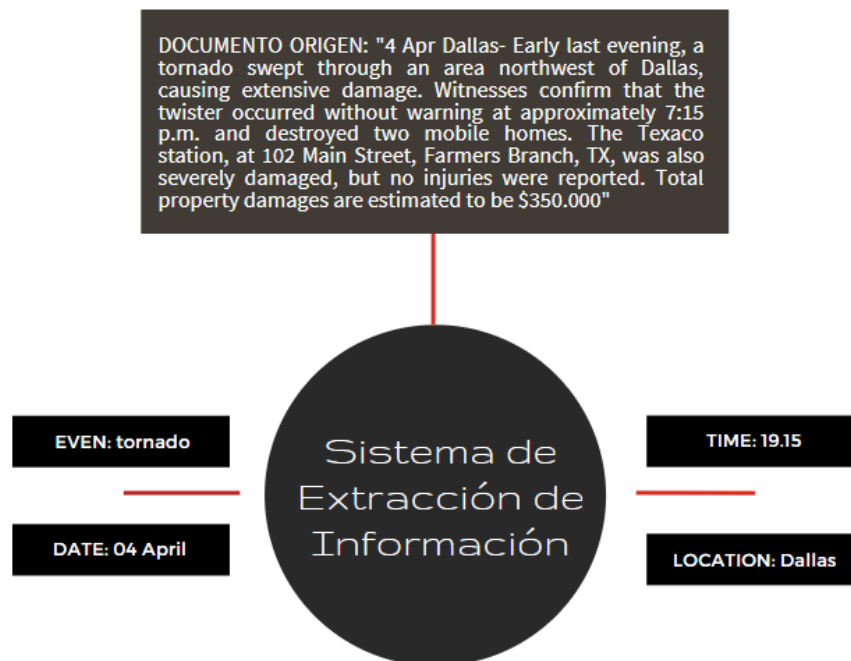 DOCUMENTO ORIGEN: "4 Apr Dallas- Early last evening, a
tornado swept through an area northwest of Dallas,
causing extensive damage. Witnesses confirm that the
twister occurred without warning at approximately 7:15
p.m. and destroyed two mobile homes. The Texaco
station, at 102 Main Street, Farmers Branch, TX, was also
severely damaged, but no injuries were reported. Total
property damages are estimated to be $350.000"
EVEN: tornado
DATE: 04 April
Sistema de
Extracción de
Información
TIME: 19.15
LOCATION: Dallas